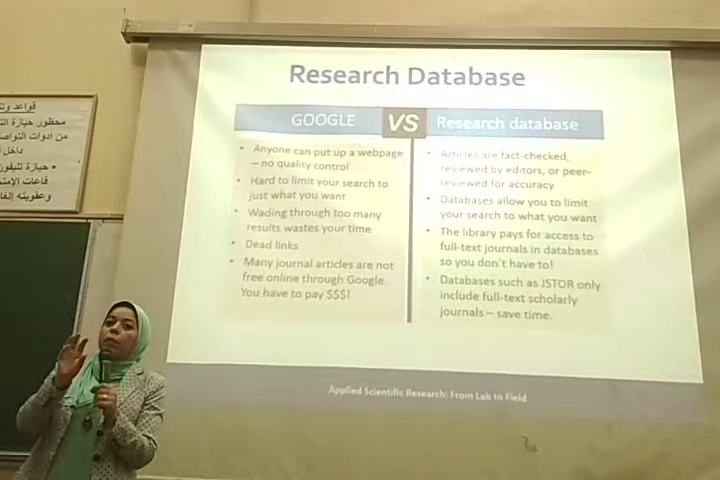 Research Database
GOOGLE
VS
Research database
• Anyone can put up a webpage
– no quality control
• Hard to limit your search to
just what you want
• Wading through too many
results wastes your time
• Dead links
• Many journal articles are not
free online through Google.
You have to pay $$$!
• Articles are fact-checked,
reviewed by editors, or peer-
reviewed for accuracy
• Databases allow you to limit
your search to what you want
• The library pays for access to
full-text journals in databases
so you don't have to!
• Databases such as JSTOR only
include full-text scholarly
journals – save time.
Applied Scientific Research: From Lab to Field
قواعد
محظور حيازة
من ادوات
داخل
• حيازة
قاعات
وعقوبته